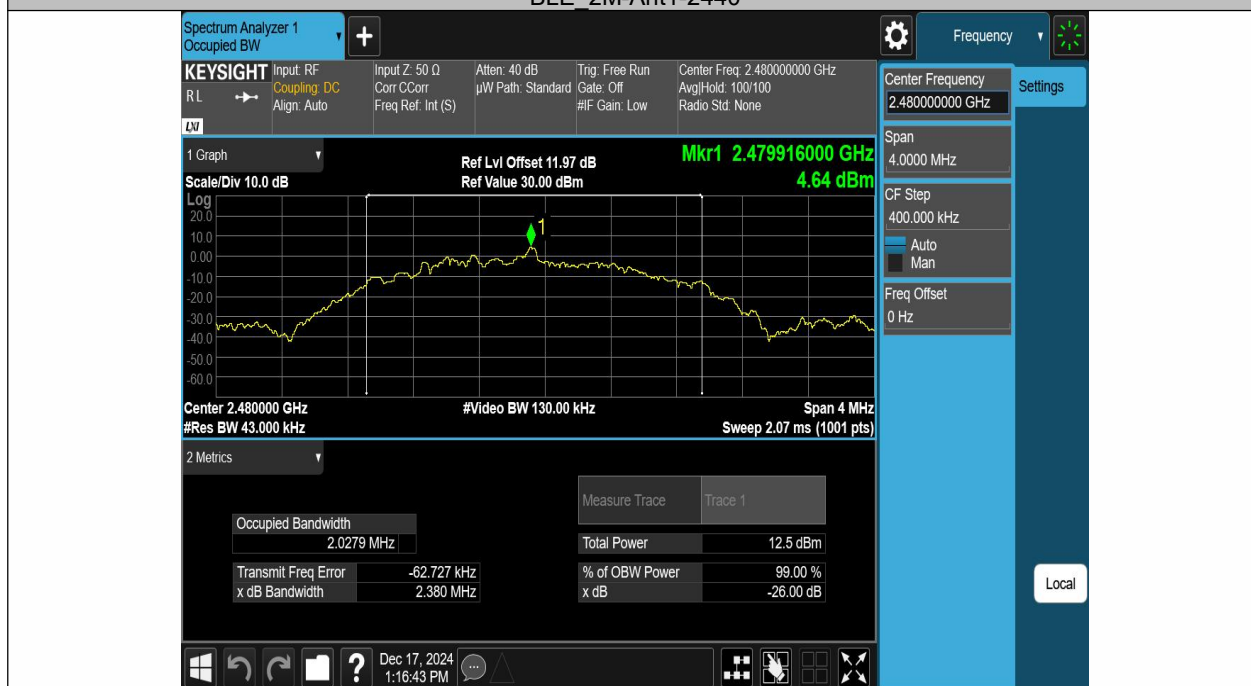 BLE_2M-Ant1-2440
Spectrum Analyzer 1
Occupied BW
+
Frequency
KEYSIGHT
RL
LXI
Input: RF
Coupling: DC
Align: Auto
Input Z: 50 Ω
Corr CCorr
Freq Ref: Int (S)
Atten: 40 dB
µW Path: Standard
Trig: Free Run
Gate: Off
#IF Gain: Low
Center Freq: 2.480000000 GHz
Avg|Hold: 100/100
Radio Std: None
Center Frequency
2.480000000 GHz
Settings
Span
4.0000 MHz
CF Step
400.000 kHz
Auto
Man
Freq Offset
0 Hz
Local
1 Graph
Scale/Div 10.0 dB
Ref Lvl Offset 11.97 dB
Ref Value 30.00 dBm
Mkr1 2.479916000 GHz
4.64 dBm
Log
20.0
10.0
0.00
-10.0
-20.0
-30.0
-40.0
-50.0
-60.0
1
Center 2.480000 GHz
#Res BW 43.000 kHz
#Video BW 130.00 kHz
Span 4 MHz
Sweep 2.07 ms (1001 pts)
2 Metrics
Measure Trace Trace 1
Occupied Bandwidth
2.0279 MHz
Total Power 12.5 dBm
Transmit Freq Error -62.727 kHz
% of OBW Power 99.00 %
x dB Bandwidth 2.380 MHz
x dB -26.00 dB
?
Dec 17, 2024
1:16:43 PM